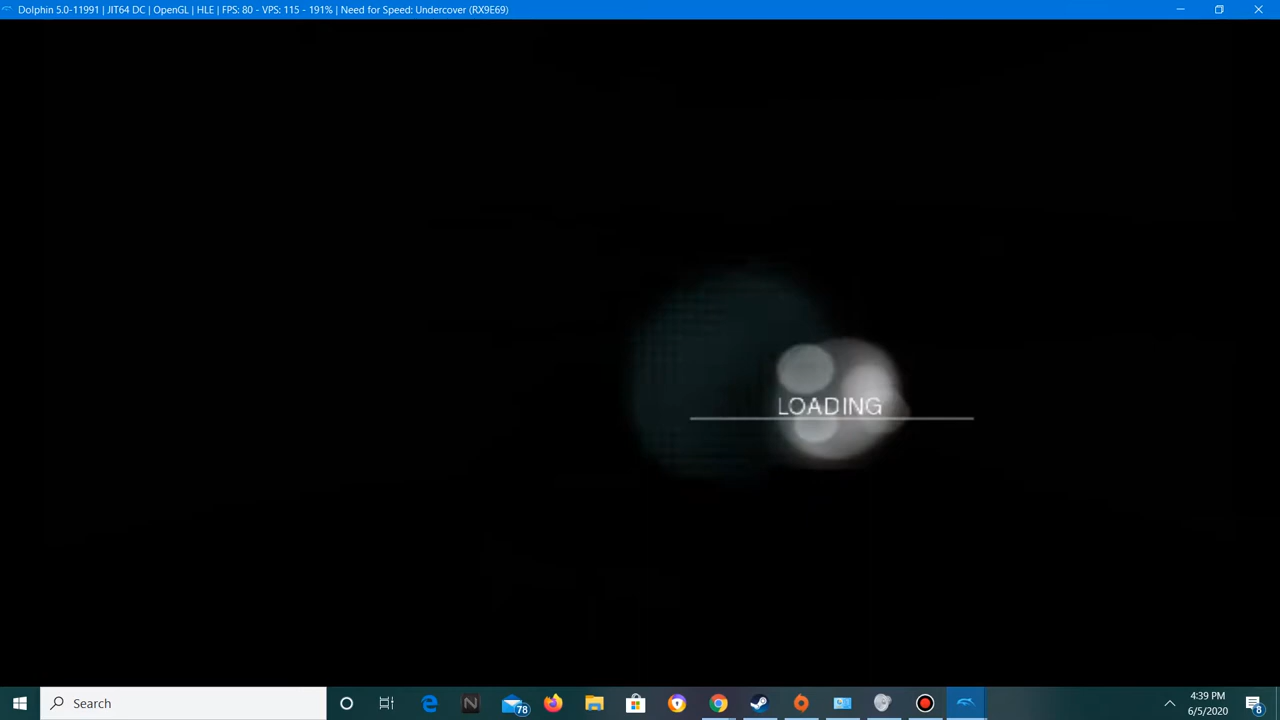 Dolphin 5.0-11991 | JIT64 DC | OpenGL | HLE | FPS: 80 - VPS: 115 - 191% | Need for Speed: Undercover (RX9E69)
LOADING
Search
78
4:39 PM
6/5/2020
8